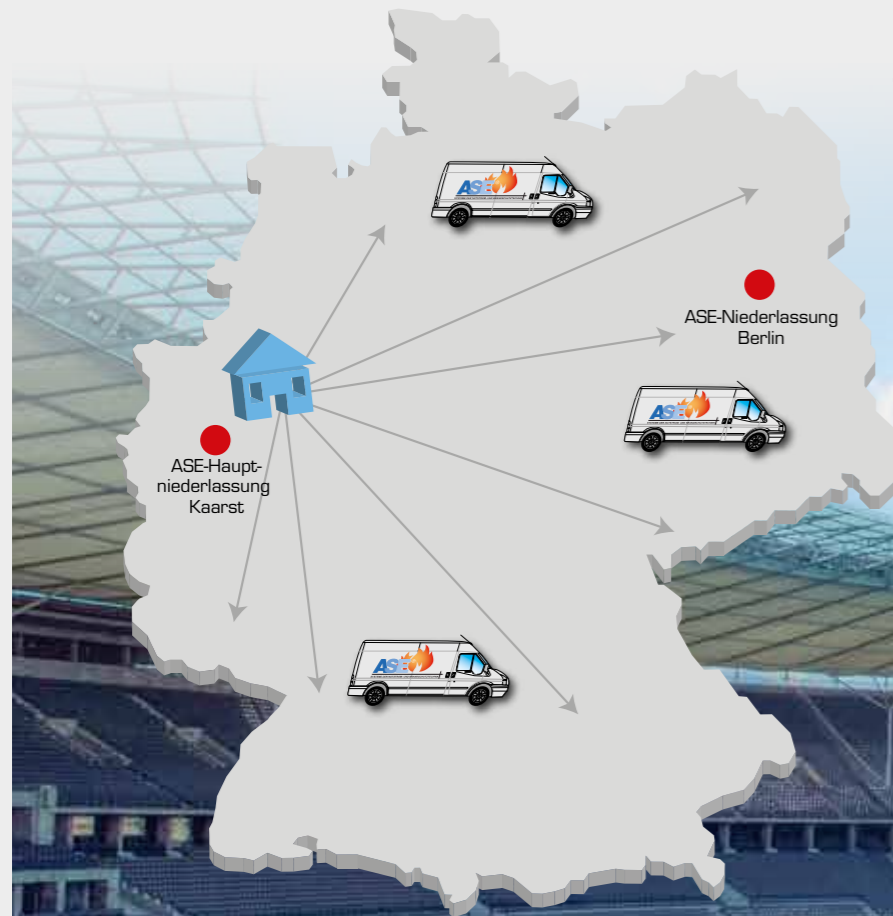 ASE
ASE-Niederlassung
Berlin
ASE
ASE-Haupt-
niederlassung
Kaarst
ASE